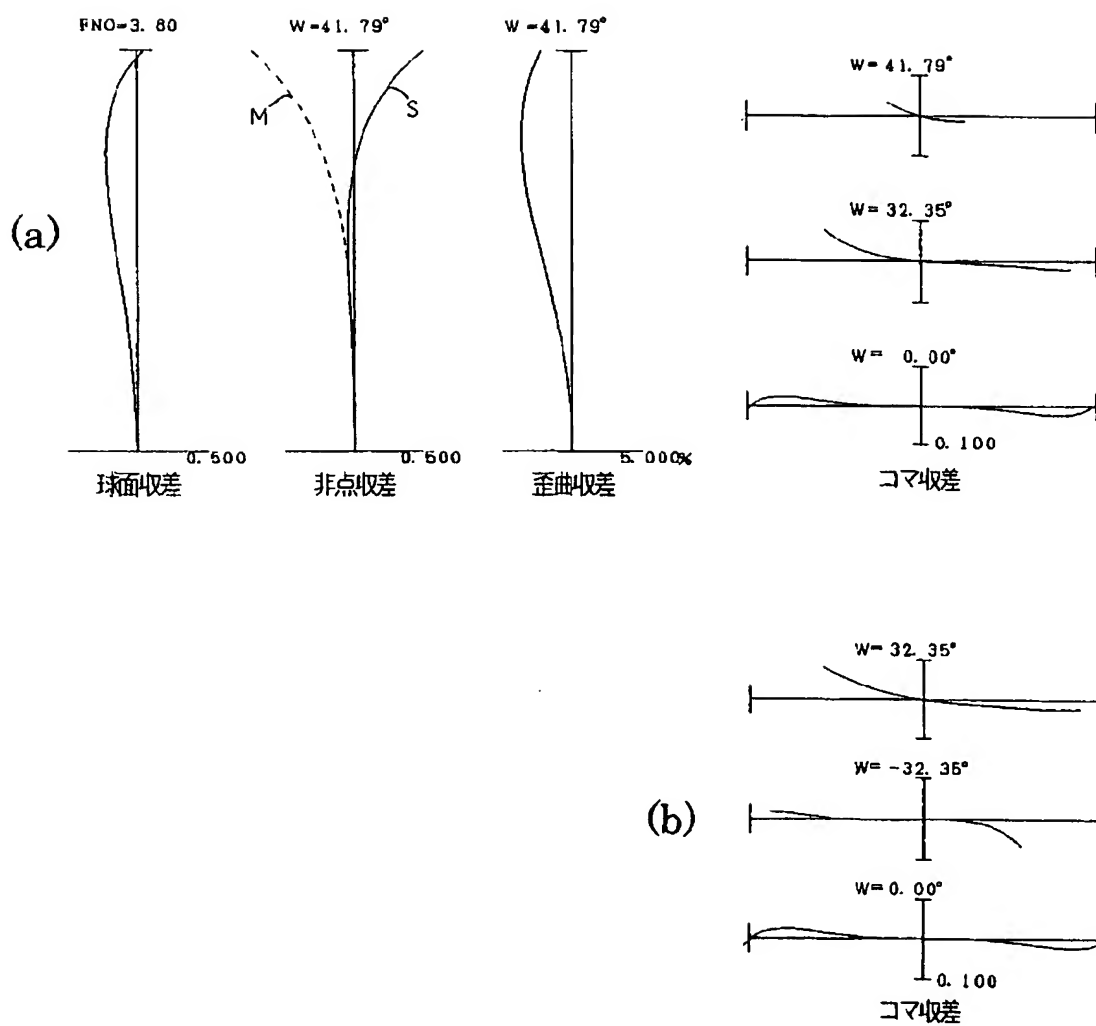 FNO=3. 80
W=41. 79°
W=41. 79°
M
S
0.500
0.500
5.000%
球面収差
非点収差
歪曲収差
(a)
W= 41. 79°
W= 32. 35°
W= 0. 00°
0.100
コマ収差
(b)
W= 32. 35°
W= -32. 35°
W= 0. 00°
0. 100
コマ収差